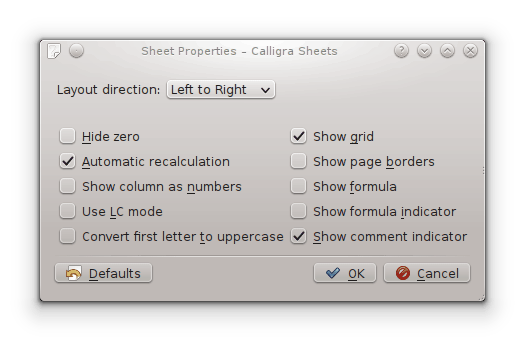 Sheet Properties – Calligra Sheets
Layout direction: Left to Right
Hide zero
Show grid
Automatic recalculation
Show page borders
Show column as numbers
Show formula
Use LC mode
Show formula indicator
Convert first letter to uppercase
Show comment indicator
Defaults
OK
Cancel